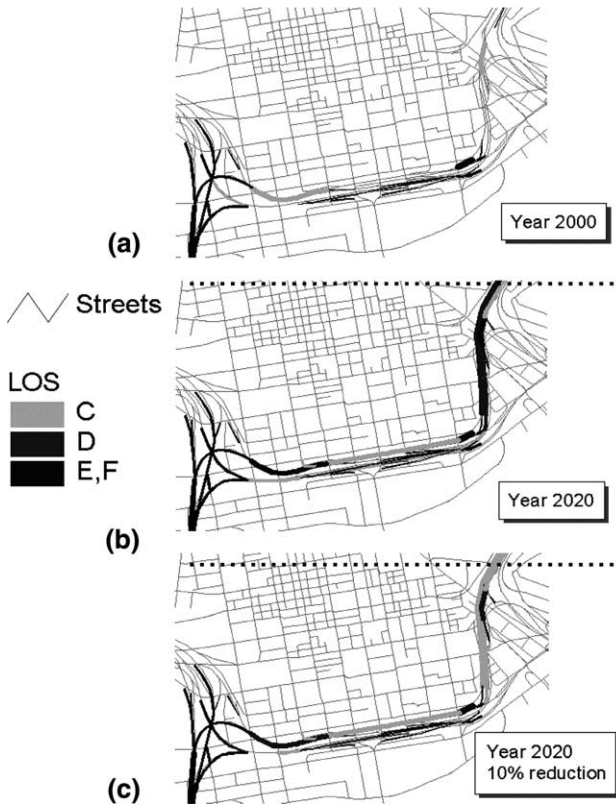 (a)
Year 2000
Streets
LOS
C
D
E,F
(b)
Year 2020
(c)
Year 2020
10% reduction